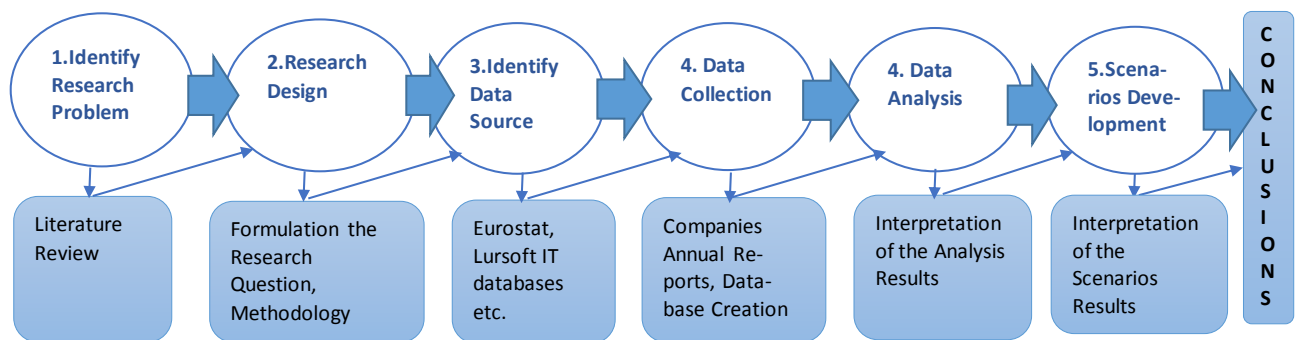 1.Identify
Research
Problem
2.Research
Design
3.Identify
Data
Source
4. Data
Collection
4. Data
Analysis
5.Scena-
rios Deve-
lopment
CONCLUSIONS
Literature
Review
Formulation the
Research
Question,
Methodology
Eurostat,
Lursoft IT
databases
etc.
Companies
Annual Re-
ports, Data-
base Creation
Interpretation
of the Analysis
Results
Interpretation
of the
Scenarios
Results